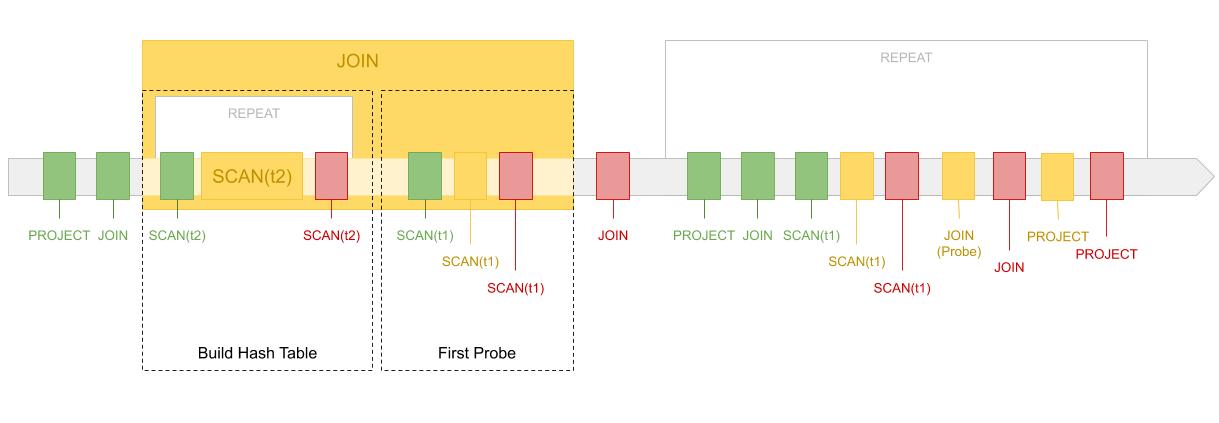 JOIN
REPEAT
REPEAT
SCAN(t2)
PROJECT
JOIN
SCAN(t2)
SCAN(t2)
SCAN(t1)
SCAN(t1)
SCAN(t1)
JOIN
PROJECT
JOIN
SCAN(t1)
SCAN(t1)
SCAN(t1)
JOIN
(Probe)
JOIN
PROJECT
PROJECT
Build Hash Table
First Probe